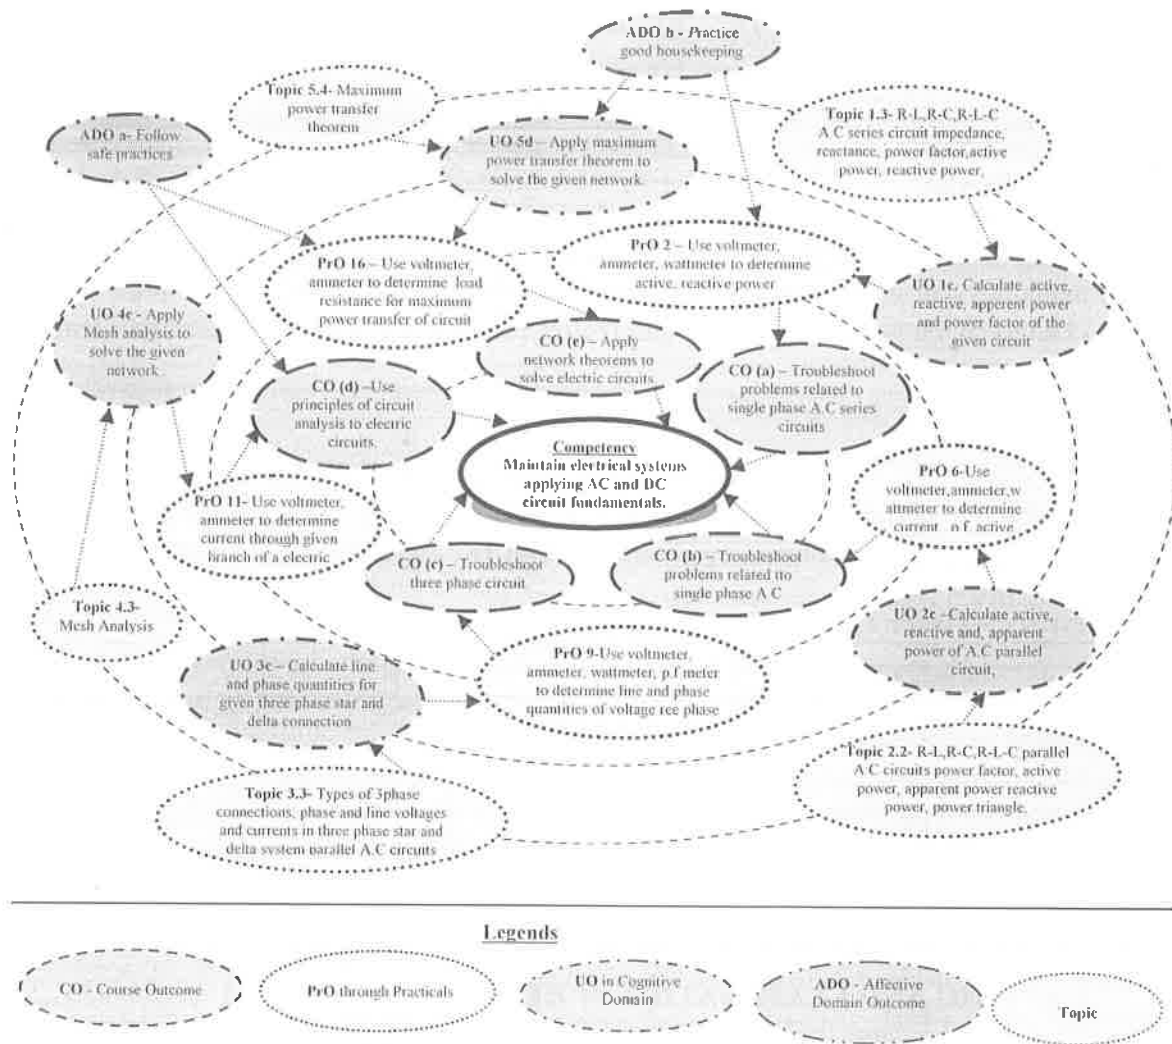 ADO b - Practice
good housekeeping
Topic 5.4- Maximum
power transfer
theorem
Topic 1.3- R-L,R-C,R-L-C
A C series circuit impedance,
reactance, power factor,active
power, reactive power,
ADO a- Follow
safe practices
UO 5d – Apply maximum
power transfer theorem to
solve the given network.
PrO 16 – Use voltmeter,
ammeter to determine load
resistance for maximum
power transfer of circuit
PrO 2 – Use voltmeter,
ammeter, wattmeter to determine
active, reactive power
UO 1e. Calculate active,
reactive, apperent power
and power factor of the
given circuit
UO 4c - Apply
Mesh analysis to
solve the given
network
CO (e) – Apply
network theorems to
solve electric circuits
CO (d) –Use
principles of circuit
analysis to electric
circuits.
CO (a) – Troubleshoot
problems related to
single phase A.C series
circuits
Competency
Maintain electrical systems
applying AC and DC
circuit fundamentals.
PrO 6-Use
voltmeter,ammeter,w
attmeter to determine
current p.f. active
PrO 11- Use voltmeter,
ammeter to determine
current through given
branch of a electric
CO (c) – Troubleshoot
three phase circuit
CO (b) – Troubleshoot
problems related tto
single phase A C
Topic 4.3-
Mesh Analysis
UO 2c –Calculate active,
reactive and, apparent
power of A.C parallel
circuit,
UO 3c – Calculate line
and phase quantities for
given three phase star and
delta connection
PrO 9-Use voltmeter,
ammeter, wattmeter, p.f meter
to determine line and phase
quantities of voltage ree phase
Topic 2.2- R-L,R-C,R-L-C parallel
A C circuits power factor, active
power, apparent power reactive
power, power triangle.
Topic 3.3- Types of 3phase
connections, phase and line voltages
and currents in three phase star and
delta system parallel A.C circuits
Legends
CO - Course Outcome
PrO through Practicals
UO in Cognitive
Domain
ADO - Affective
Domain Outcome
Topic